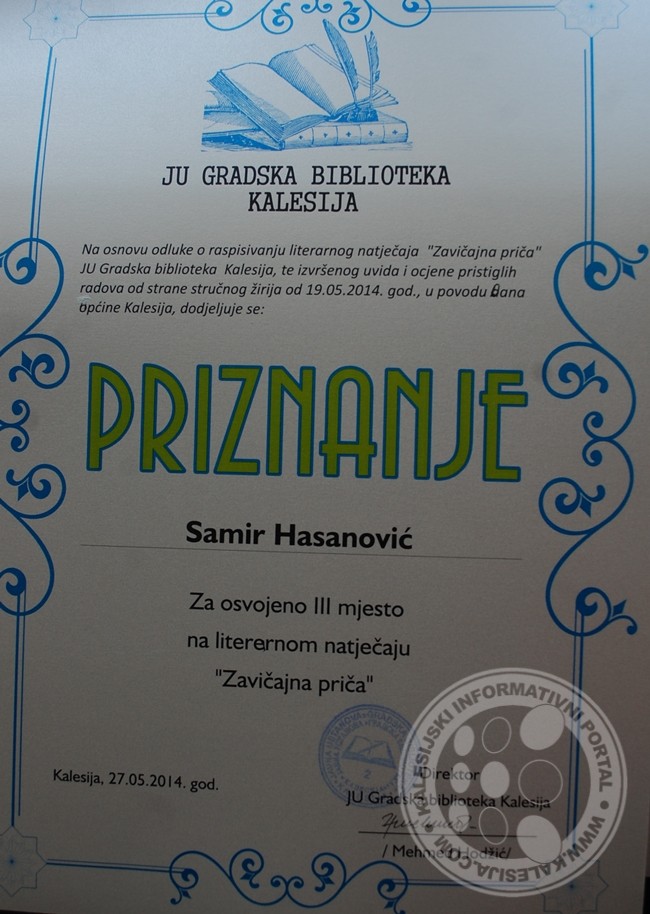 JU GRADSKA BIBLIOTEKA
KALESIJA
Na osnovu odluke o raspisivanju literarnog natječaja "Zavičajna priča"
JU Gradska biblioteka Kalesija, te izvršenog uvida i ocjene pristiglih
radova od strane stručnog žirija od 19.05.2014. god., u povodu Dana
općine Kalesija, dodjeljuje se:
PRIZNANJE
Samir Hasanović
Za osvojeno III mjesto
na literernom natječaju
"Zavičajna priča"
2
Kalesija, 27.05.2014. god.
Direktor
JU Gradska biblioteka Kalesija
/ Mehmed Hodžić/
KALESIJSKI INFORMATIVNI PORTAL • WWW.KALESIJA.COM •